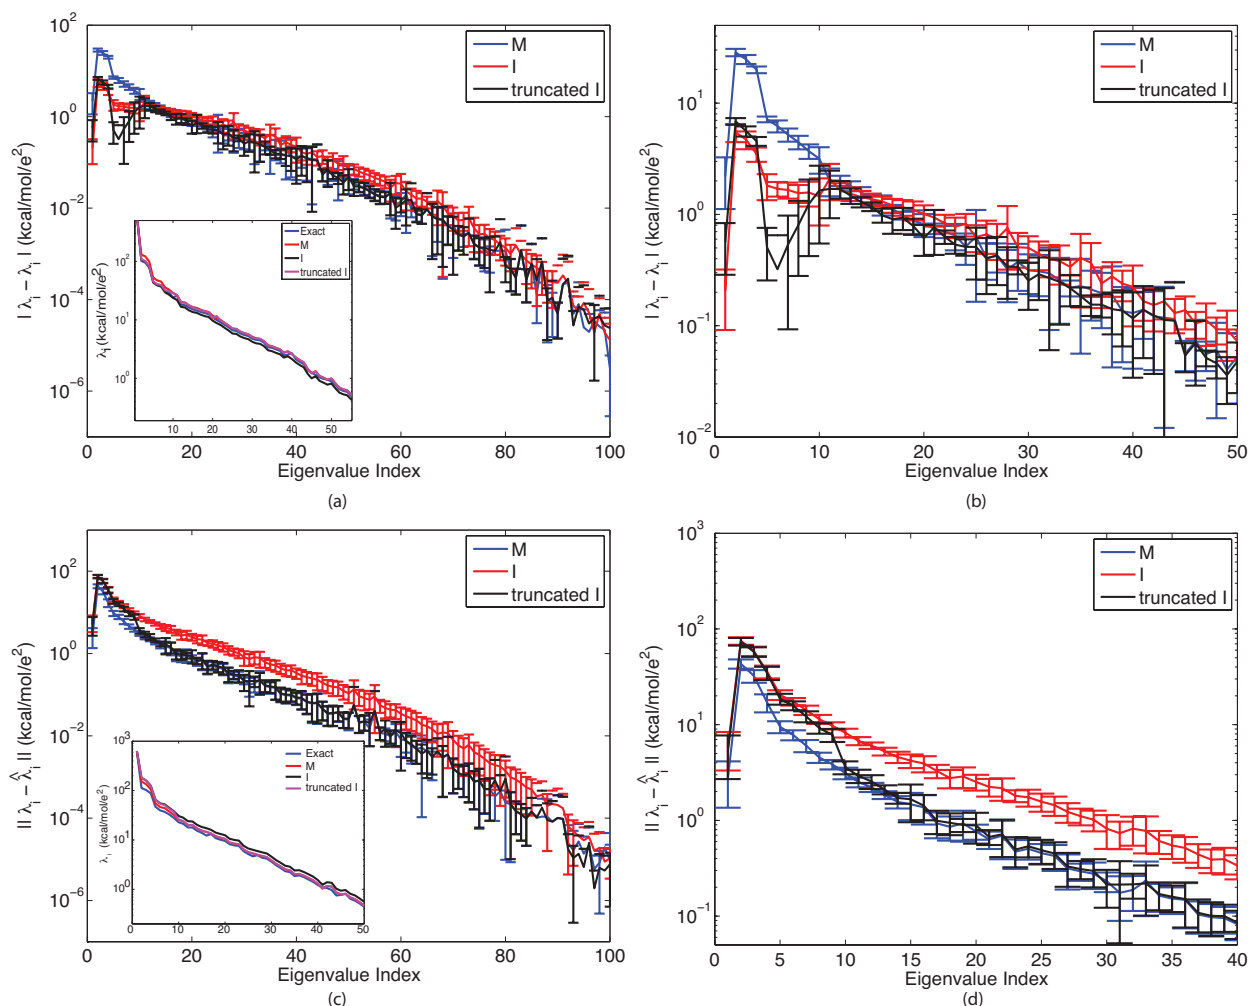 10^2
10^0
10^-2
10^-4
10^-6
| λ_i − λ_i | (kcal/mol/e^2)
M
I
truncated I
10^2
10^1
10^0
λ_i (kcal/mol/e^2)
Exact
M
I
truncated I
10 20 30 40 50
0 20 40 60 80 100
Eigenvalue Index
(a)
10^1
10^0
10^-1
10^-2
| λ_i − λ_i | (kcal/mol/e^2)
M
I
truncated I
0 10 20 30 40 50
Eigenvalue Index
(b)
10^2
10^0
10^-2
10^-4
10^-6
|| λ_i − λ̂_i || (kcal/mol/e^2)
M
I
truncated I
10^3
10^2
10^1
10^0
(kcal/mol/e^2)
Exact
M
I
truncated I
0 10 20 30 40 50
0 20 40 60 80 100
Eigenvalue Index
(c)
10^3
10^2
10^1
10^0
10^-1
|| λ_i − λ̂_i || (kcal/mol/e^2)
M
I
truncated I
0 5 10 15 20 25 30 35 40
Eigenvalue Index
(d)